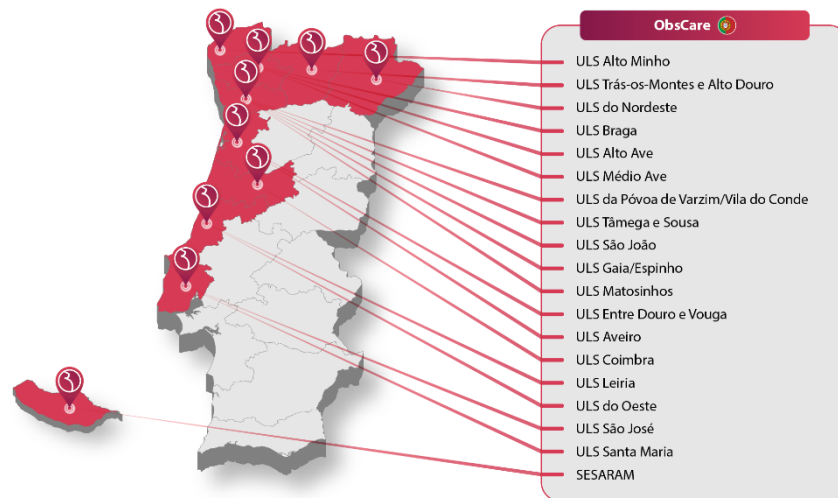 ObsCare
ULS Alto Minho
ULS Trás-os-Montes e Alto Douro
ULS do Nordeste
ULS Braga
ULS Alto Ave
ULS Médio Ave
ULS da Póvoa de Varzim/Vila do Conde
ULS Tâmega e Sousa
ULS São João
ULS Gaia/Espinho
ULS Matosinhos
ULS Entre Douro e Vouga
ULS Aveiro
ULS Coimbra
ULS Leiria
ULS do Oeste
ULS São José
ULS Santa Maria
SESARAM